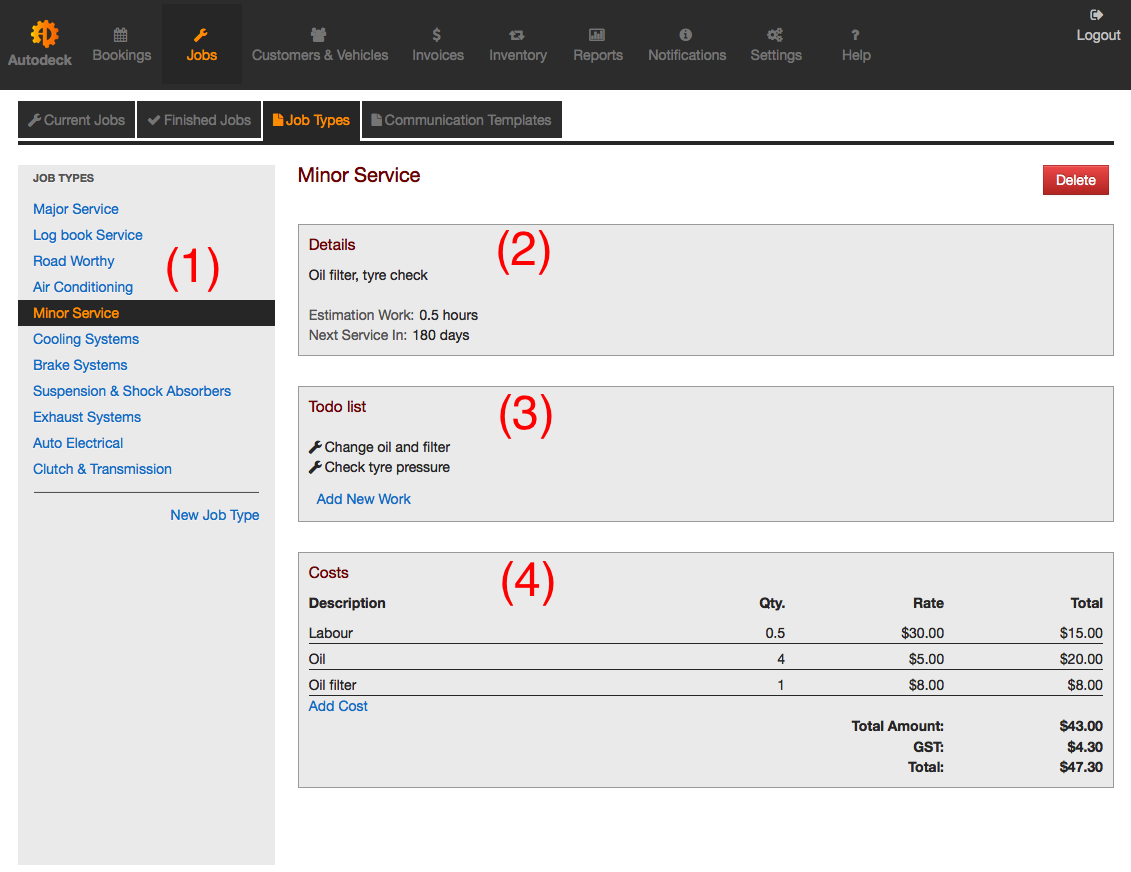 Autodeck
Bookings
Jobs
Customers & Vehicles
Invoices
Inventory
Reports
Notifications
Settings
? Help
Logout
Current Jobs
Finished Jobs
Job Types
Communication Templates
JOB TYPES
Major Service
Log book Service
Road Worthy
(1)
Air Conditioning
Minor Service
Cooling Systems
Brake Systems
Suspension & Shock Absorbers
Exhaust Systems
Auto Electrical
Clutch & Transmission
New Job Type
Minor Service
Delete
Details
(2)
Oil filter, tyre check
Estimation Work: 0.5 hours
Next Service In: 180 days
Todo list
(3)
Change oil and filter
Check tyre pressure
Add New Work
Costs
(4)
Description Qty. Rate Total
Labour 0.5 $30.00 $15.00
Oil 4 $5.00 $20.00
Oil filter 1 $8.00 $8.00
Add Cost
Total Amount: $43.00
GST: $4.30
Total: $47.30